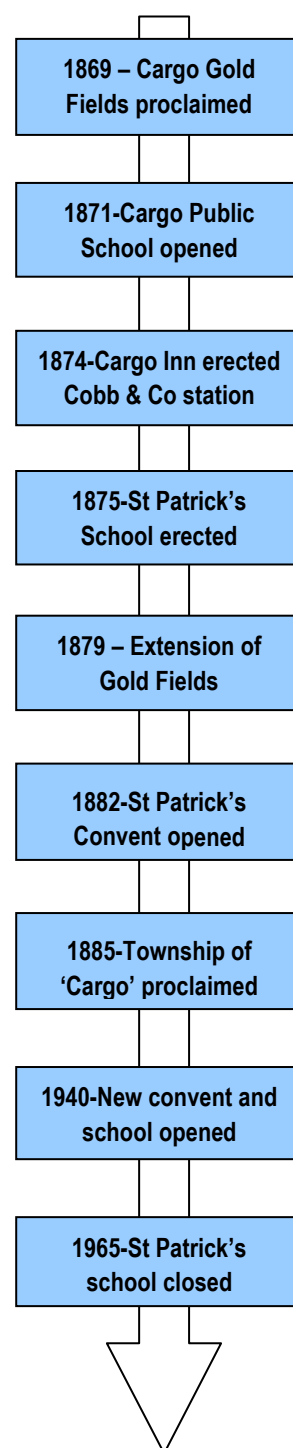 1869 – Cargo Gold
Fields proclaimed
1871-Cargo Public
School opened
1874-Cargo Inn erected
Cobb & Co station
1875-St Patrick’s
School erected
1879 – Extension of
Gold Fields
1882-St Patrick’s
Convent opened
1885-Township of
‘Cargo’ proclaimed
1940-New convent and
school opened
1965-St Patrick’s
school closed